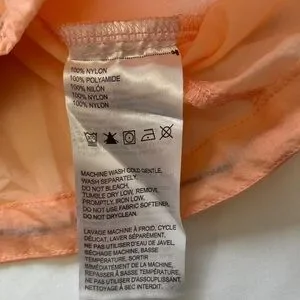 100% NYLON
100% POLYAMIDE
100% NILÓN
100% NYLON
100% NYLON
MACHINE WASH COLD GENTLE,
WASH SEPARATELY.
DO NOT BLEACH,
TUMBLE DRY LOW, REMOVE
PROMPTLY, IRON LOW,
DO NOT USE FABRIC SOFTENER.
DO NOT DRYCLEAN.
LAVAGE MACHINE À FROID, CYCLE
DÉLICAT, LAVER SÉPARÉMENT,
NE PAS UTILISER D'EAU DE JAVEL.
SÉCHAGE MACHINE, BASSE
TEMPÉRATURE, SORTIR
IMMÉDIATEMENT DE LA MACHINE.
REPASSER À BASSE TEMPÉRATURE,
NE PAS UTILISER D'ASSOUPLISSANT.
NETTOYAGE À SEC INTERDIT